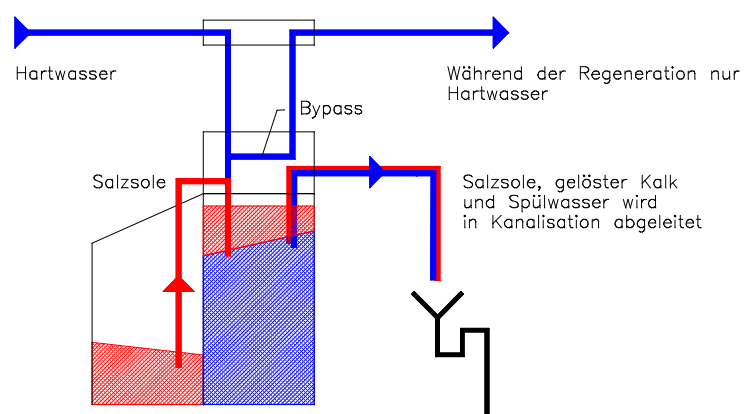 Hartwasser
Während der Regeneration nur
Hartwasser
Bypass
Salzsole
Salzsole, gelöster Kalk
und Spülwasser wird
in Kanalisation abgeleitet